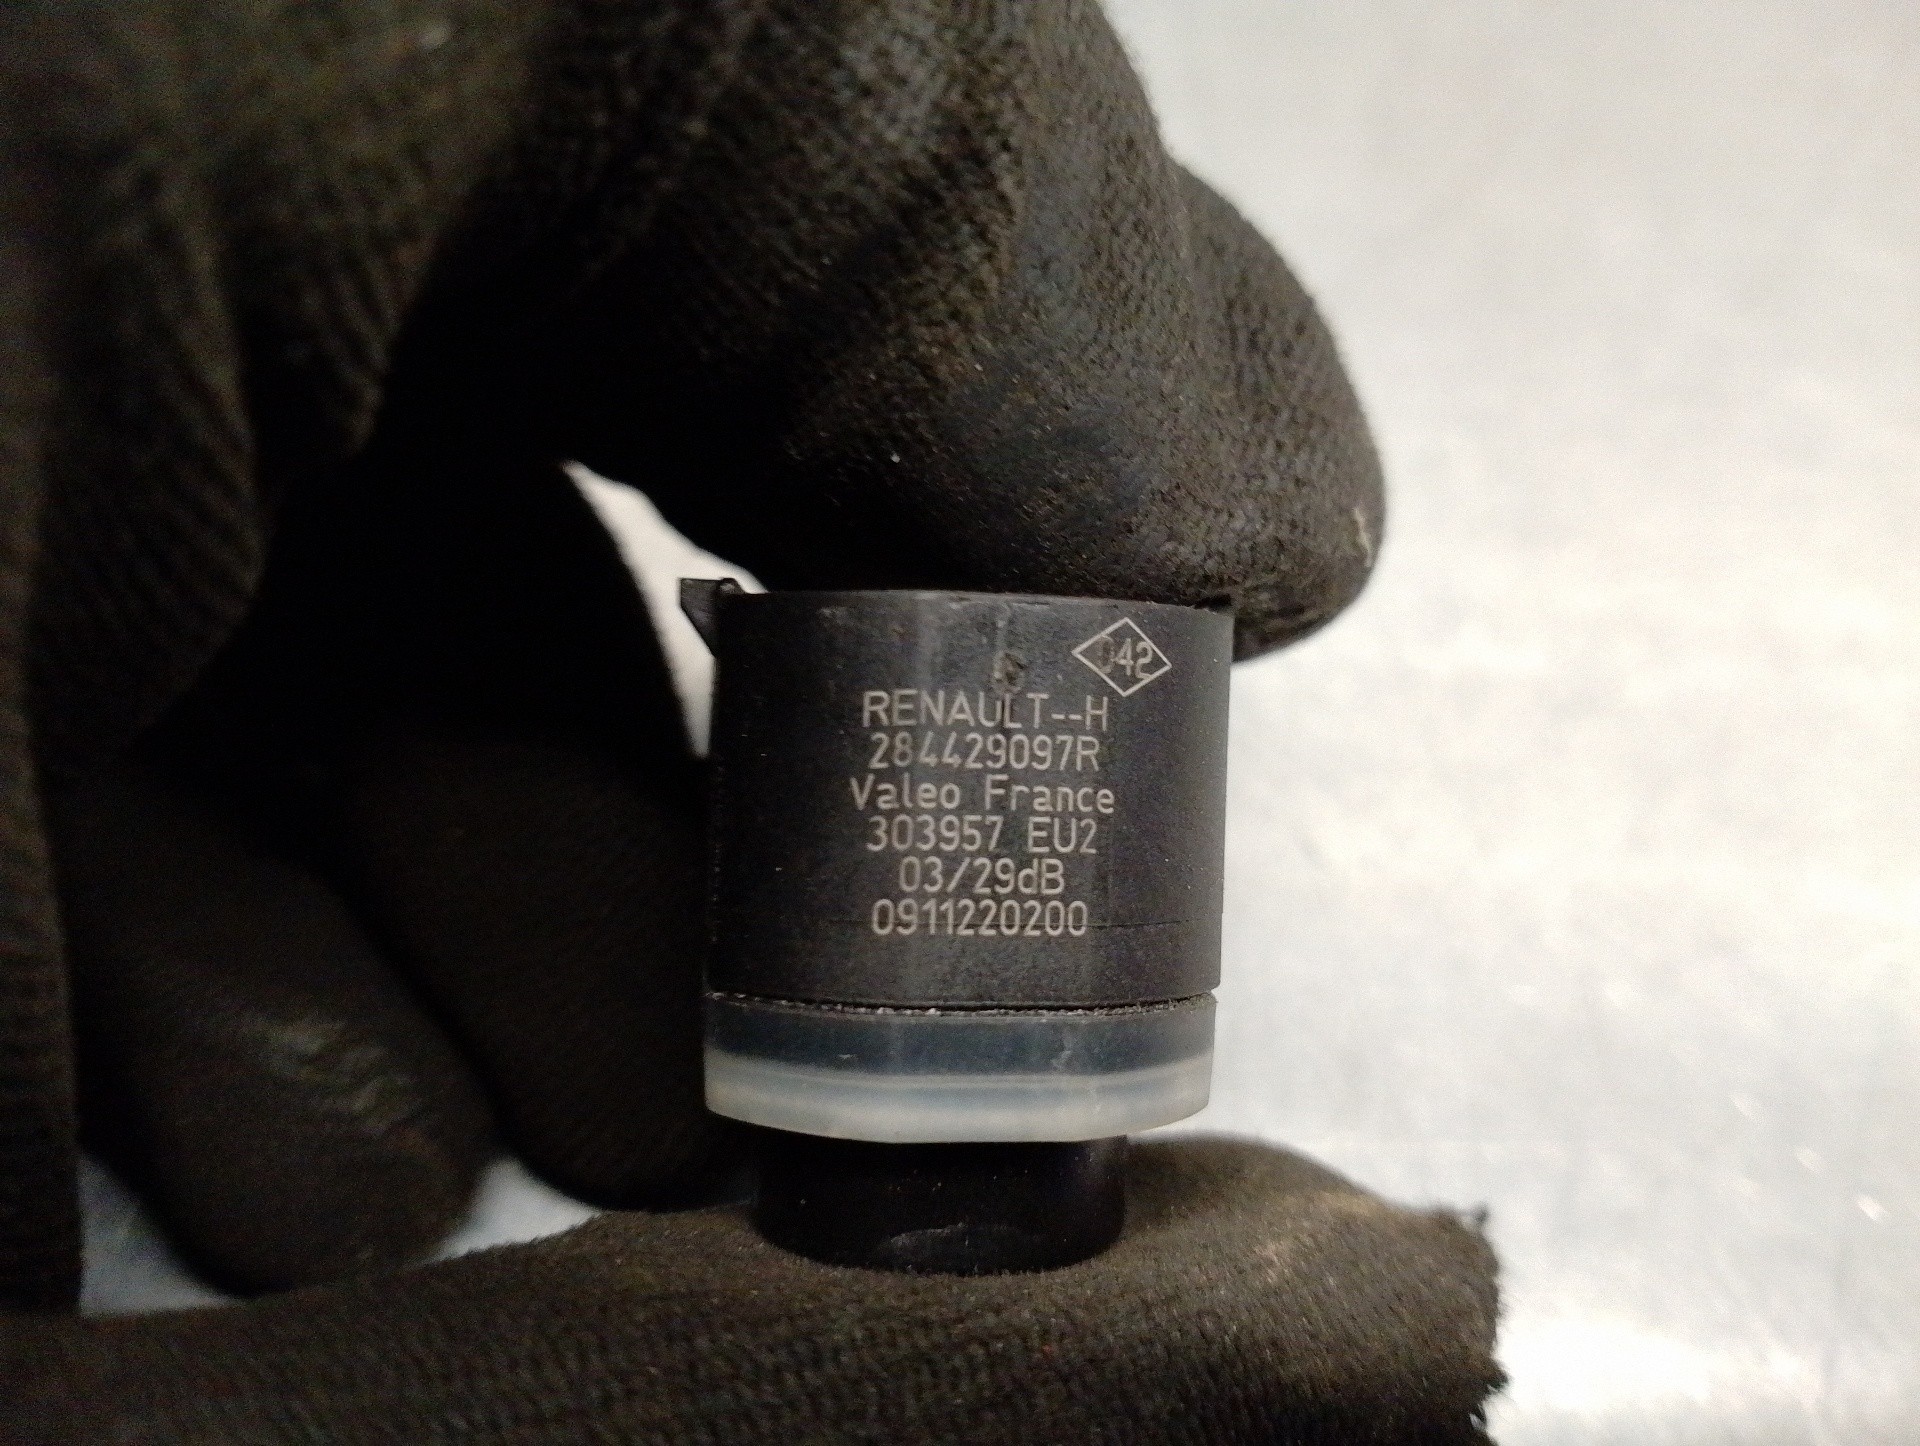 042
RENAULT--H
284429097R
Valeo France
303957 EU2
03/29dB
0911220200